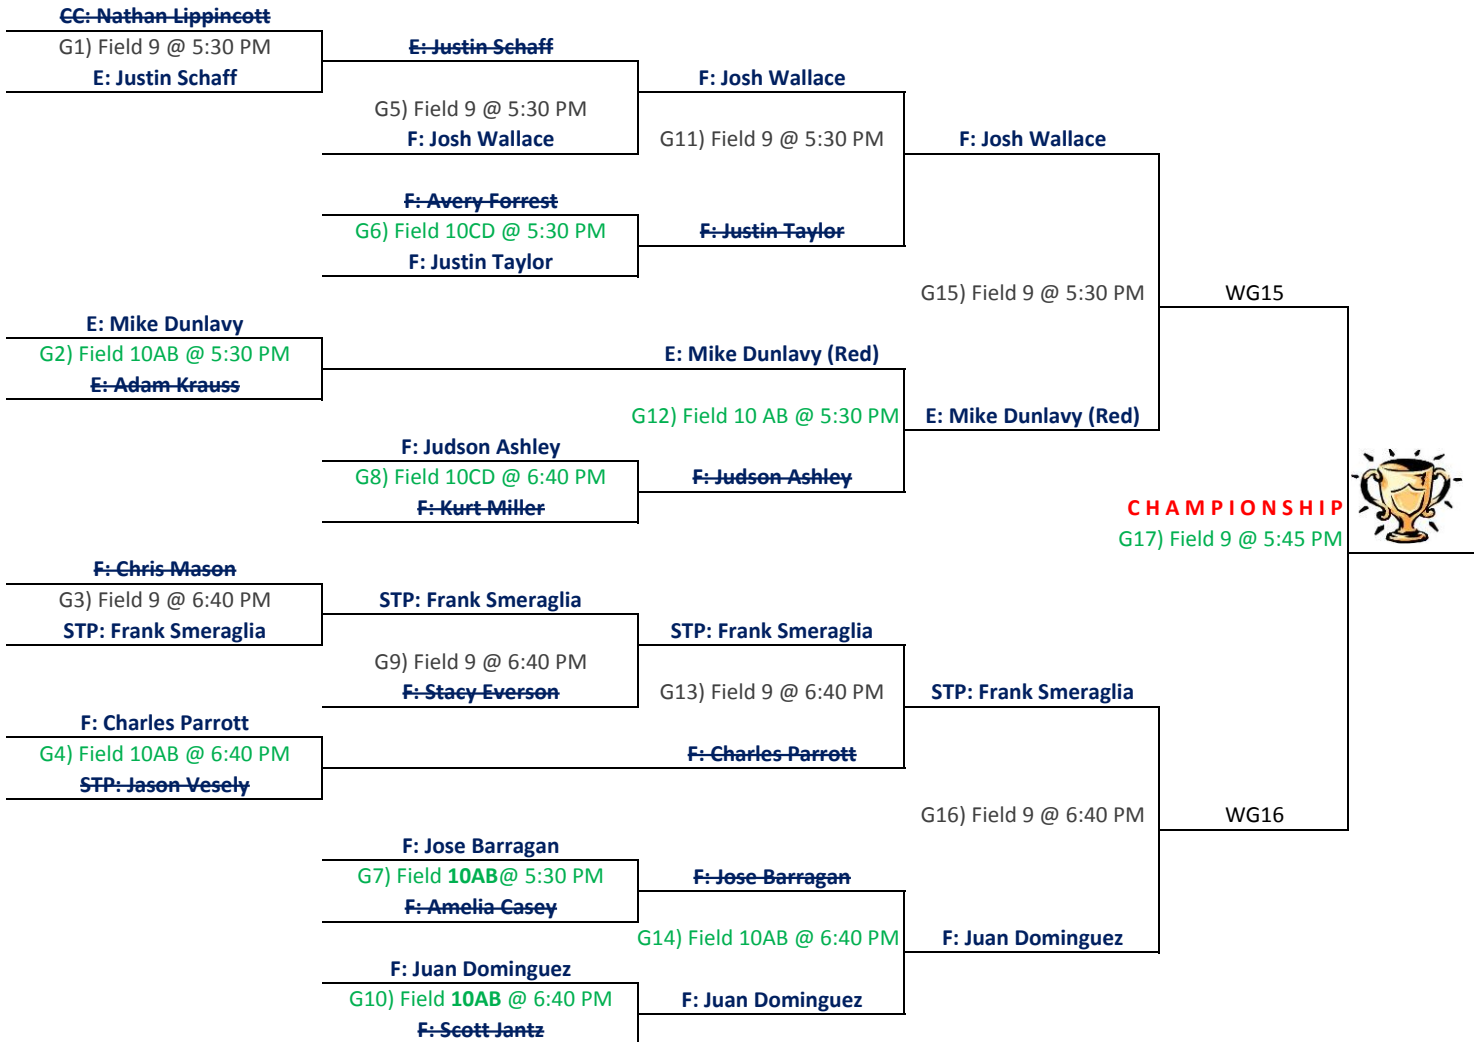 CC: Nathan Lippincott
G1) Field 9 @ 5:30 PM
E: Justin Schaff
E: Justin Schaff
F: Josh Wallace
G5) Field 9 @ 5:30 PM
F: Josh Wallace
G11) Field 9 @ 5:30 PM
F: Josh Wallace
F: Avery Forrest
G6) Field 10CD @ 5:30 PM
F: Justin Taylor
F: Justin Taylor
G15) Field 9 @ 5:30 PM
WG15
E: Mike Dunlavy
G2) Field 10AB @ 5:30 PM
E: Mike Dunlavy (Red)
E: Adam Krauss
G12) Field 10 AB @ 5:30 PM
E: Mike Dunlavy (Red)
F: Judson Ashley
G8) Field 10CD @ 6:40 PM
F: Judson Ashley
F: Kurt Miller
CHAMPIONSHIP
G17) Field 9 @ 5:45 PM
F: Chris Mason
G3) Field 9 @ 6:40 PM
STP: Frank Smeraglia
STP: Frank Smeraglia
STP: Frank Smeraglia
G9) Field 9 @ 6:40 PM
F: Stacy Everson
G13) Field 9 @ 6:40 PM
STP: Frank Smeraglia
F: Charles Parrott
G4) Field 10AB @ 6:40 PM
F: Charles Parrott
STP: Jason Vesely
G16) Field 9 @ 6:40 PM
WG16
F: Jose Barragan
G7) Field 10AB@ 5:30 PM
F: Jose Barragan
F: Amelia Casey
G14) Field 10AB @ 6:40 PM
F: Juan Dominguez
F: Juan Dominguez
G10) Field 10AB @ 6:40 PM
F: Juan Dominguez
F: Scott Jantz